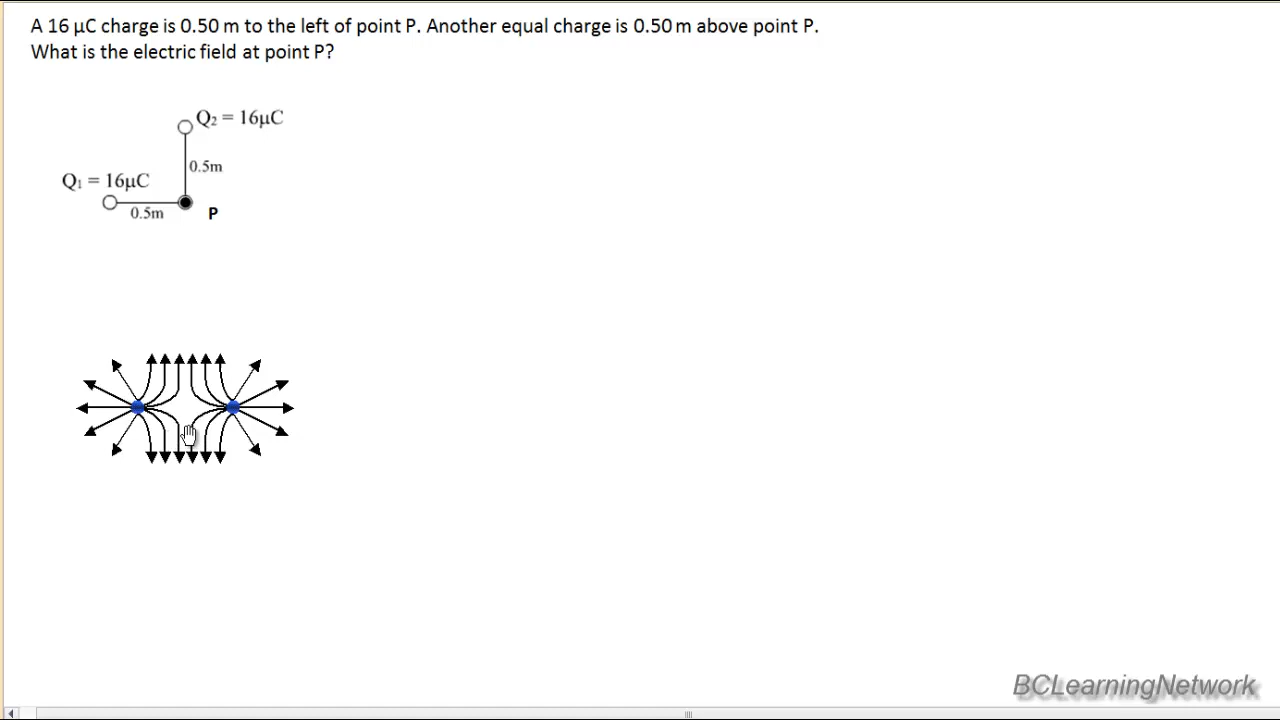 A 16 μC charge is 0.50 m to the left of point P. Another equal charge is 0.50 m above point P.
What is the electric field at point P?
Q₂ = 16μC
0.5m
Q₁ = 16μC
0.5m
P
BCLearningNetwork